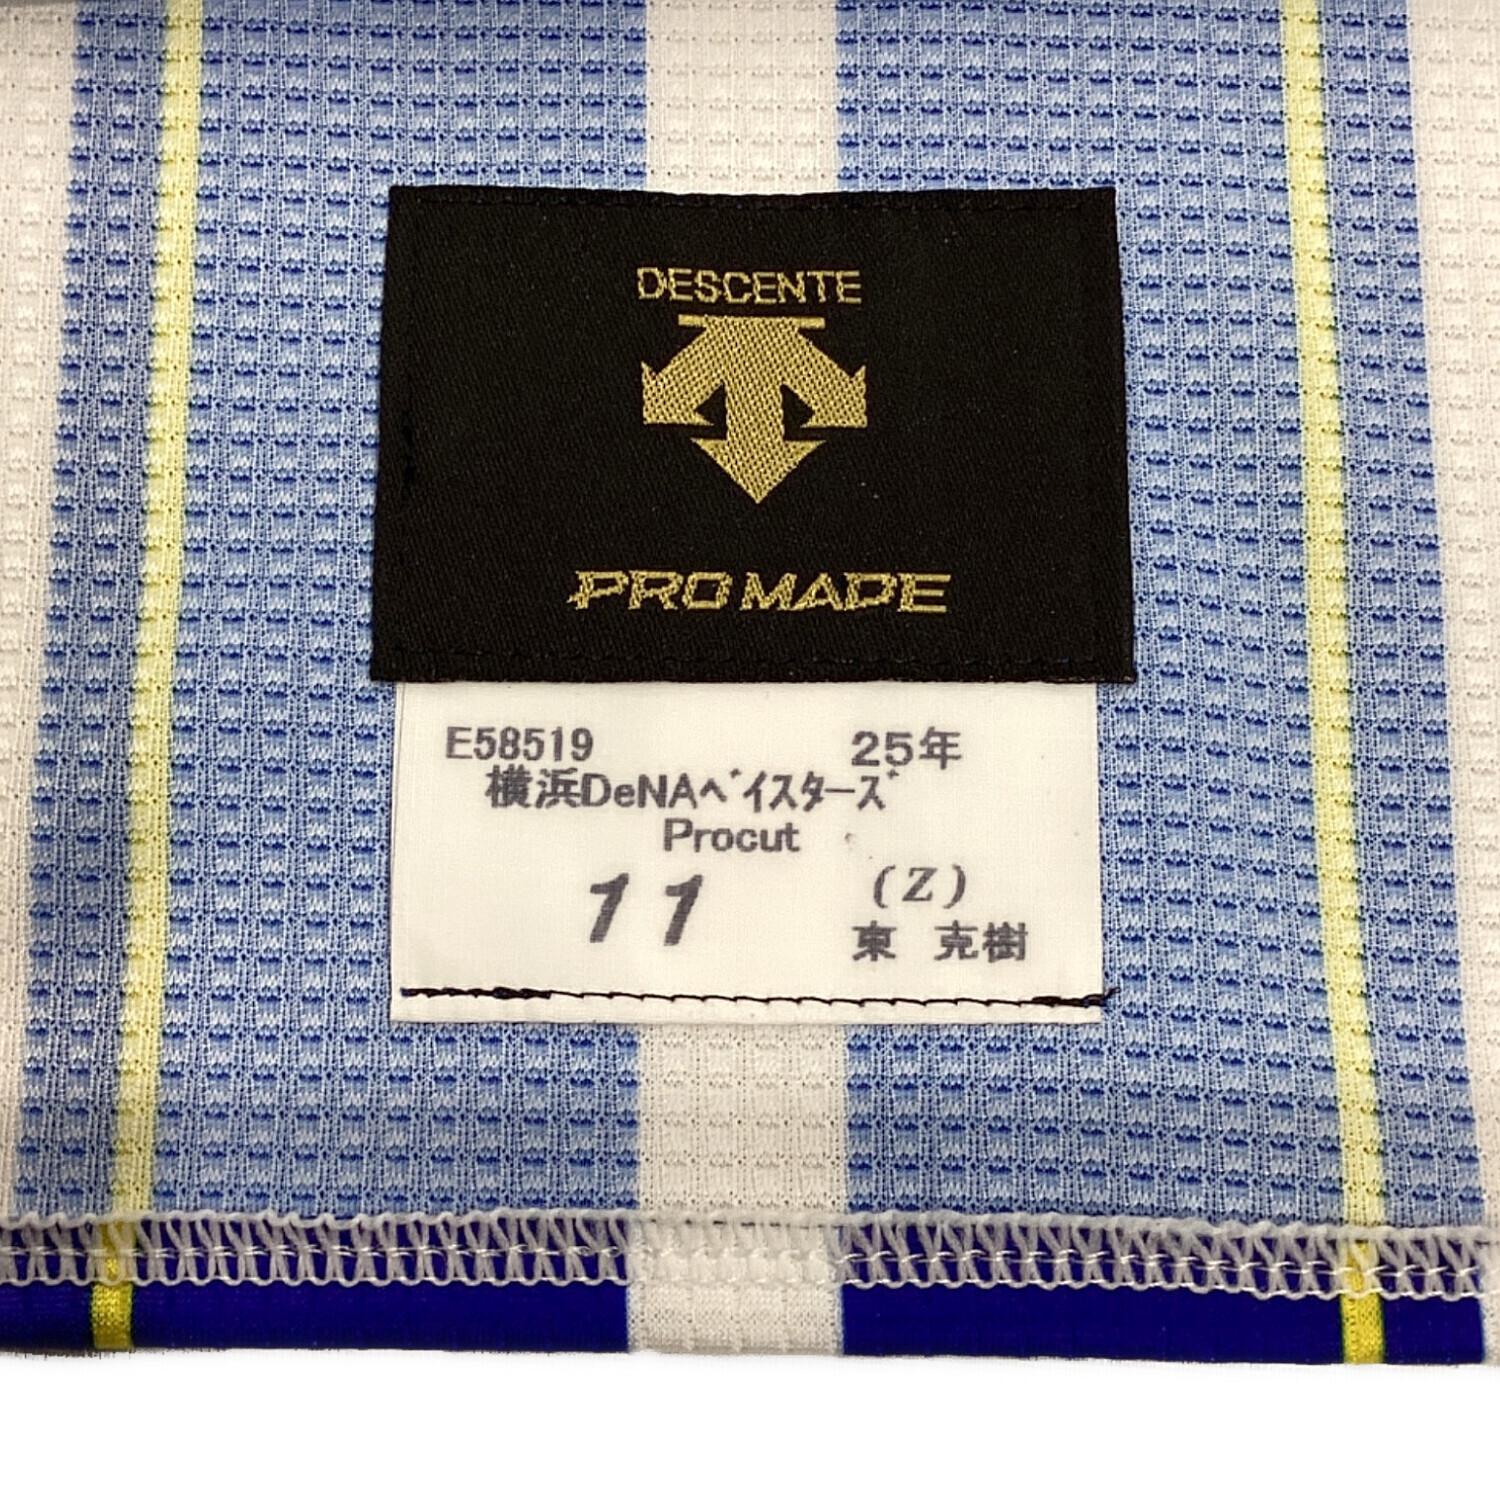 DESCENTE
PRO MADE
E58519 25年
横浜DeNAベイスターズ
Procut
11 (Z)
東 克樹